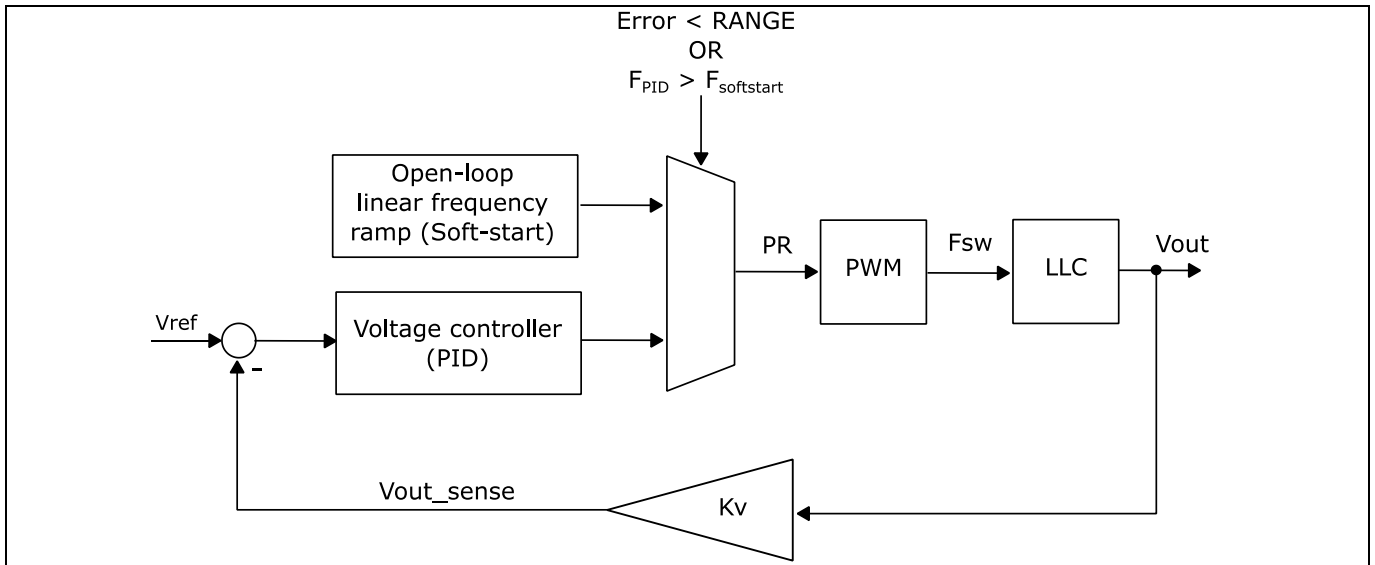 Error < RANGE
OR
F_PID > F_softstart
Open-loop
linear frequency
ramp (Soft-start)
PR
PWM
Fsw
LLC
Vout
Vref
-
Voltage controller
(PID)
Vout_sense
Kv